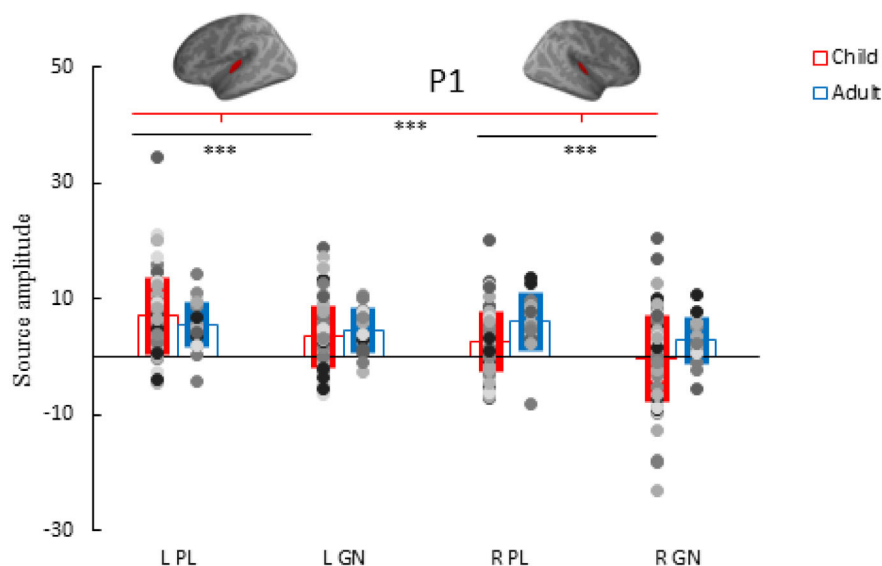 P1
Child
Adult
***
***
***
50
30
10
-10
-30
Source amplitude
L PL
L GN
R PL
R GN